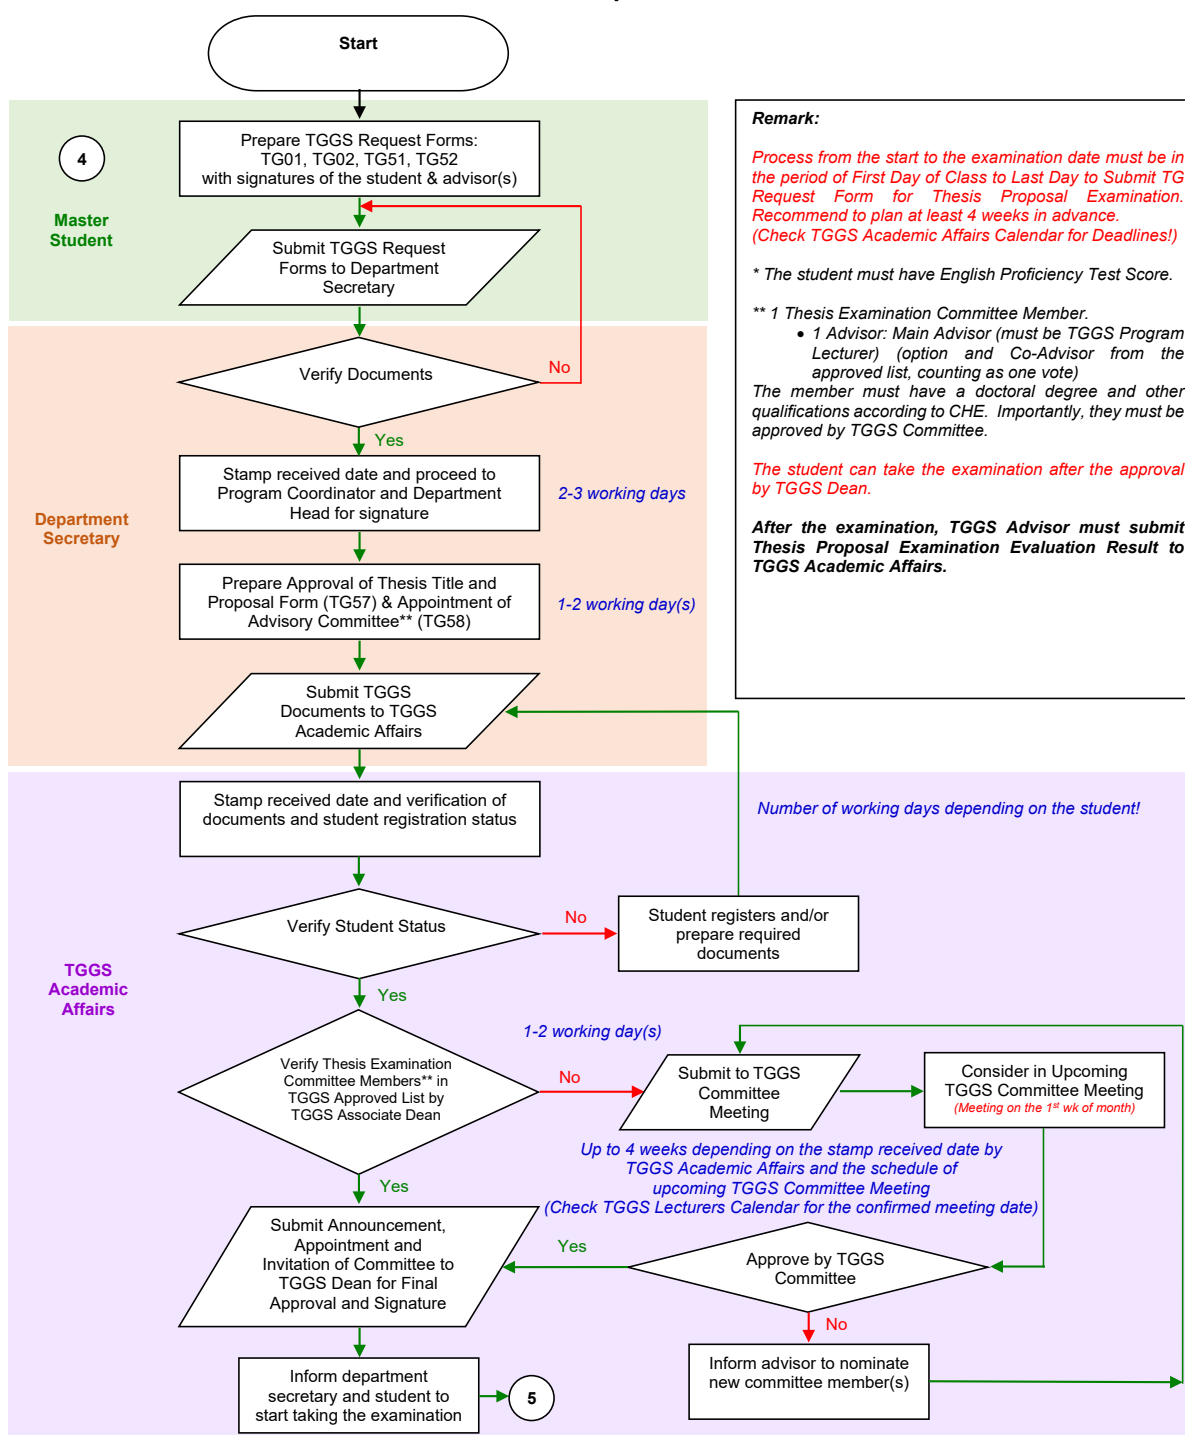 Start
4
Master
Student
Prepare TGGS Request Forms:
TG01, TG02, TG51, TG52
with signatures of the student & advisor(s)
Submit TGGS Request
Forms to Department
Secretary
Remark:
Process from the start to the examination date must be in
the period of First Day of Class to Last Day to Submit TG
Request Form for Thesis Proposal Examination.
Recommend to plan at least 4 weeks in advance.
(Check TGGS Academic Affairs Calendar for Deadlines!)
* The student must have English Proficiency Test Score.
** 1 Thesis Examination Committee Member.
• 1 Advisor: Main Advisor (must be TGGS Program
Lecturer) (option and Co-Advisor from the
approved list, counting as one vote)
The member must have a doctoral degree and other
qualifications according to CHE. Importantly, they must be
approved by TGGS Committee.
The student can take the examination after the approval
by TGGS Dean.
After the examination, TGGS Advisor must submit
Thesis Proposal Examination Evaluation Result to
TGGS Academic Affairs.
Department
Secretary
Verify Documents
No
Yes
Stamp received date and proceed to
Program Coordinator and Department
Head for signature
2-3 working days
Prepare Approval of Thesis Title and
Proposal Form (TG57) & Appointment of
Advisory Committee** (TG58)
1-2 working day(s)
Submit TGGS
Documents to TGGS
Academic Affairs
TGGS
Academic
Affairs
Stamp received date and verification of
documents and student registration status
Number of working days depending on the student!
Verify Student Status
No
Student registers and/or
prepare required
documents
Yes
1-2 working day(s)
Verify Thesis Examination
Committee Members** in
TGGS Approved List by
TGGS Associate Dean
No
Submit to TGGS
Committee
Meeting
Consider in Upcoming
TGGS Committee Meeting
(Meeting on the 1st wk of month)
Up to 4 weeks depending on the stamp received date by
TGGS Academic Affairs and the schedule of
upcoming TGGS Committee Meeting
(Check TGGS Lecturers Calendar for the confirmed meeting date)
Yes
Submit Announcement,
Appointment and
Invitation of Committee to
TGGS Dean for Final
Approval and Signature
Yes
Approve by TGGS
Committee
No
Inform advisor to nominate
new committee member(s)
Inform department
secretary and student to
start taking the examination
5